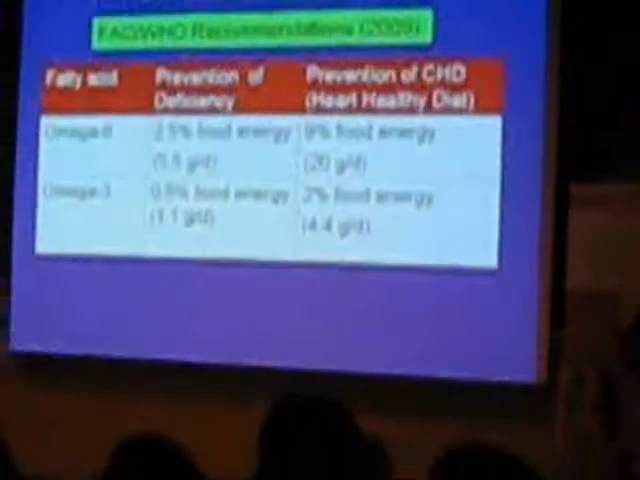 FAO/WHO Recommendations (2009)
Fatty acid Prevention of Deficiency Prevention of CHD (Heart Healthy Diet)
Omega-6 2.5% food energy (5.5 g/d) 9% food energy (20 g/d)
Omega-3 0.5% food energy (1.1 g/d) 2% food energy (4.4 g/d)